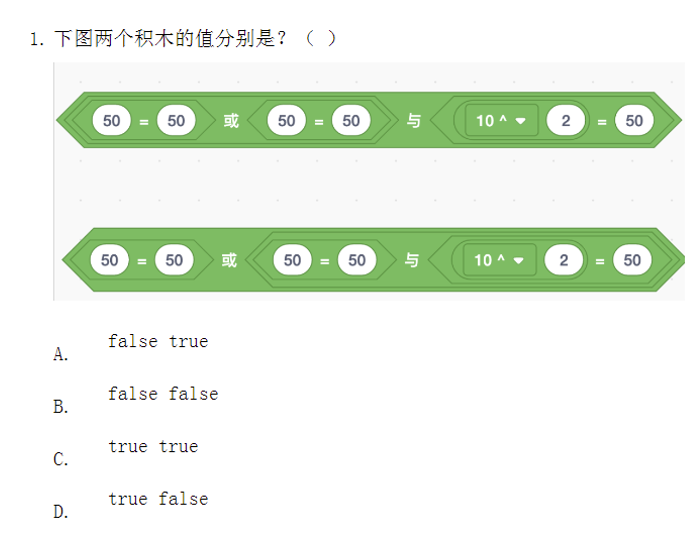 1. 下图两个积木的值分别是？（ ）
50 = 50 或 50 = 50 与 10 ^ 2 = 50
50 = 50 或 50 = 50 与 10 ^ 2 = 50
A. false true
B. false false
C. true true
D. true false